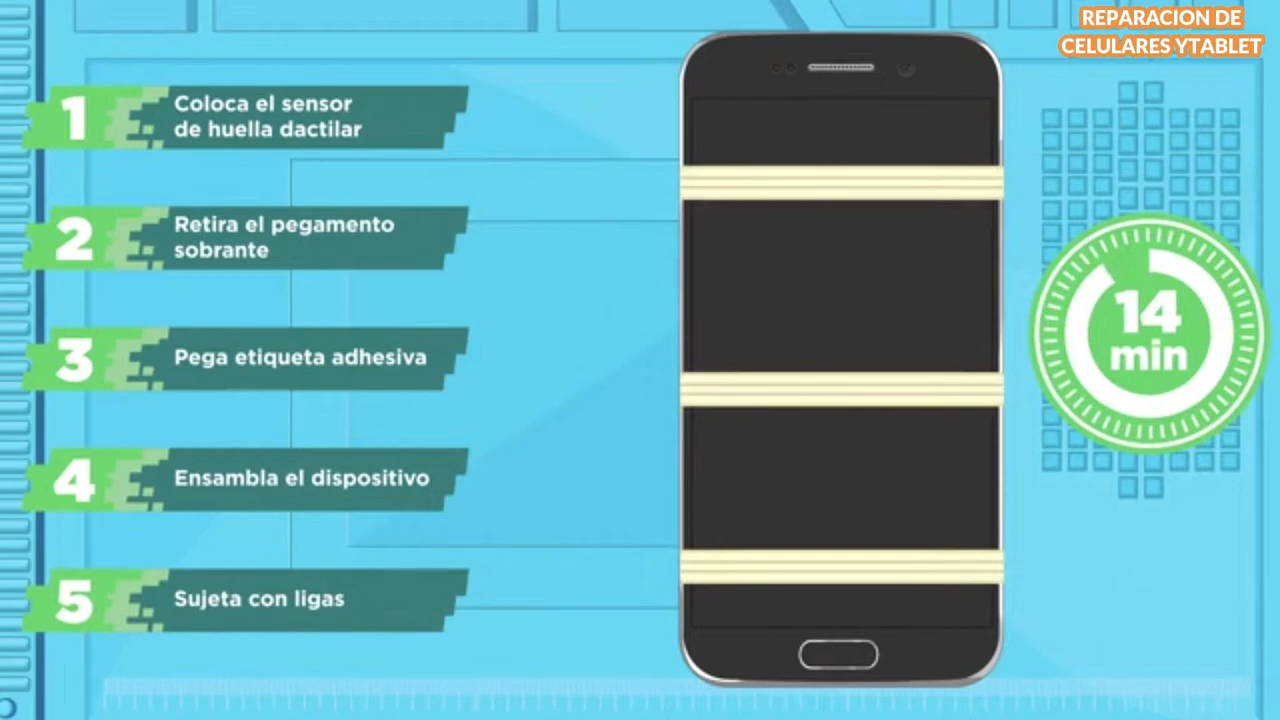 REPARACION DE
CELULARES YTABLET
1
Coloca el sensor
de huella dactilar
2
Retira el pegamento
sobrante
3
Pega etiqueta adhesiva
4
Ensambla el dispositivo
5
Sujeta con ligas
14
min